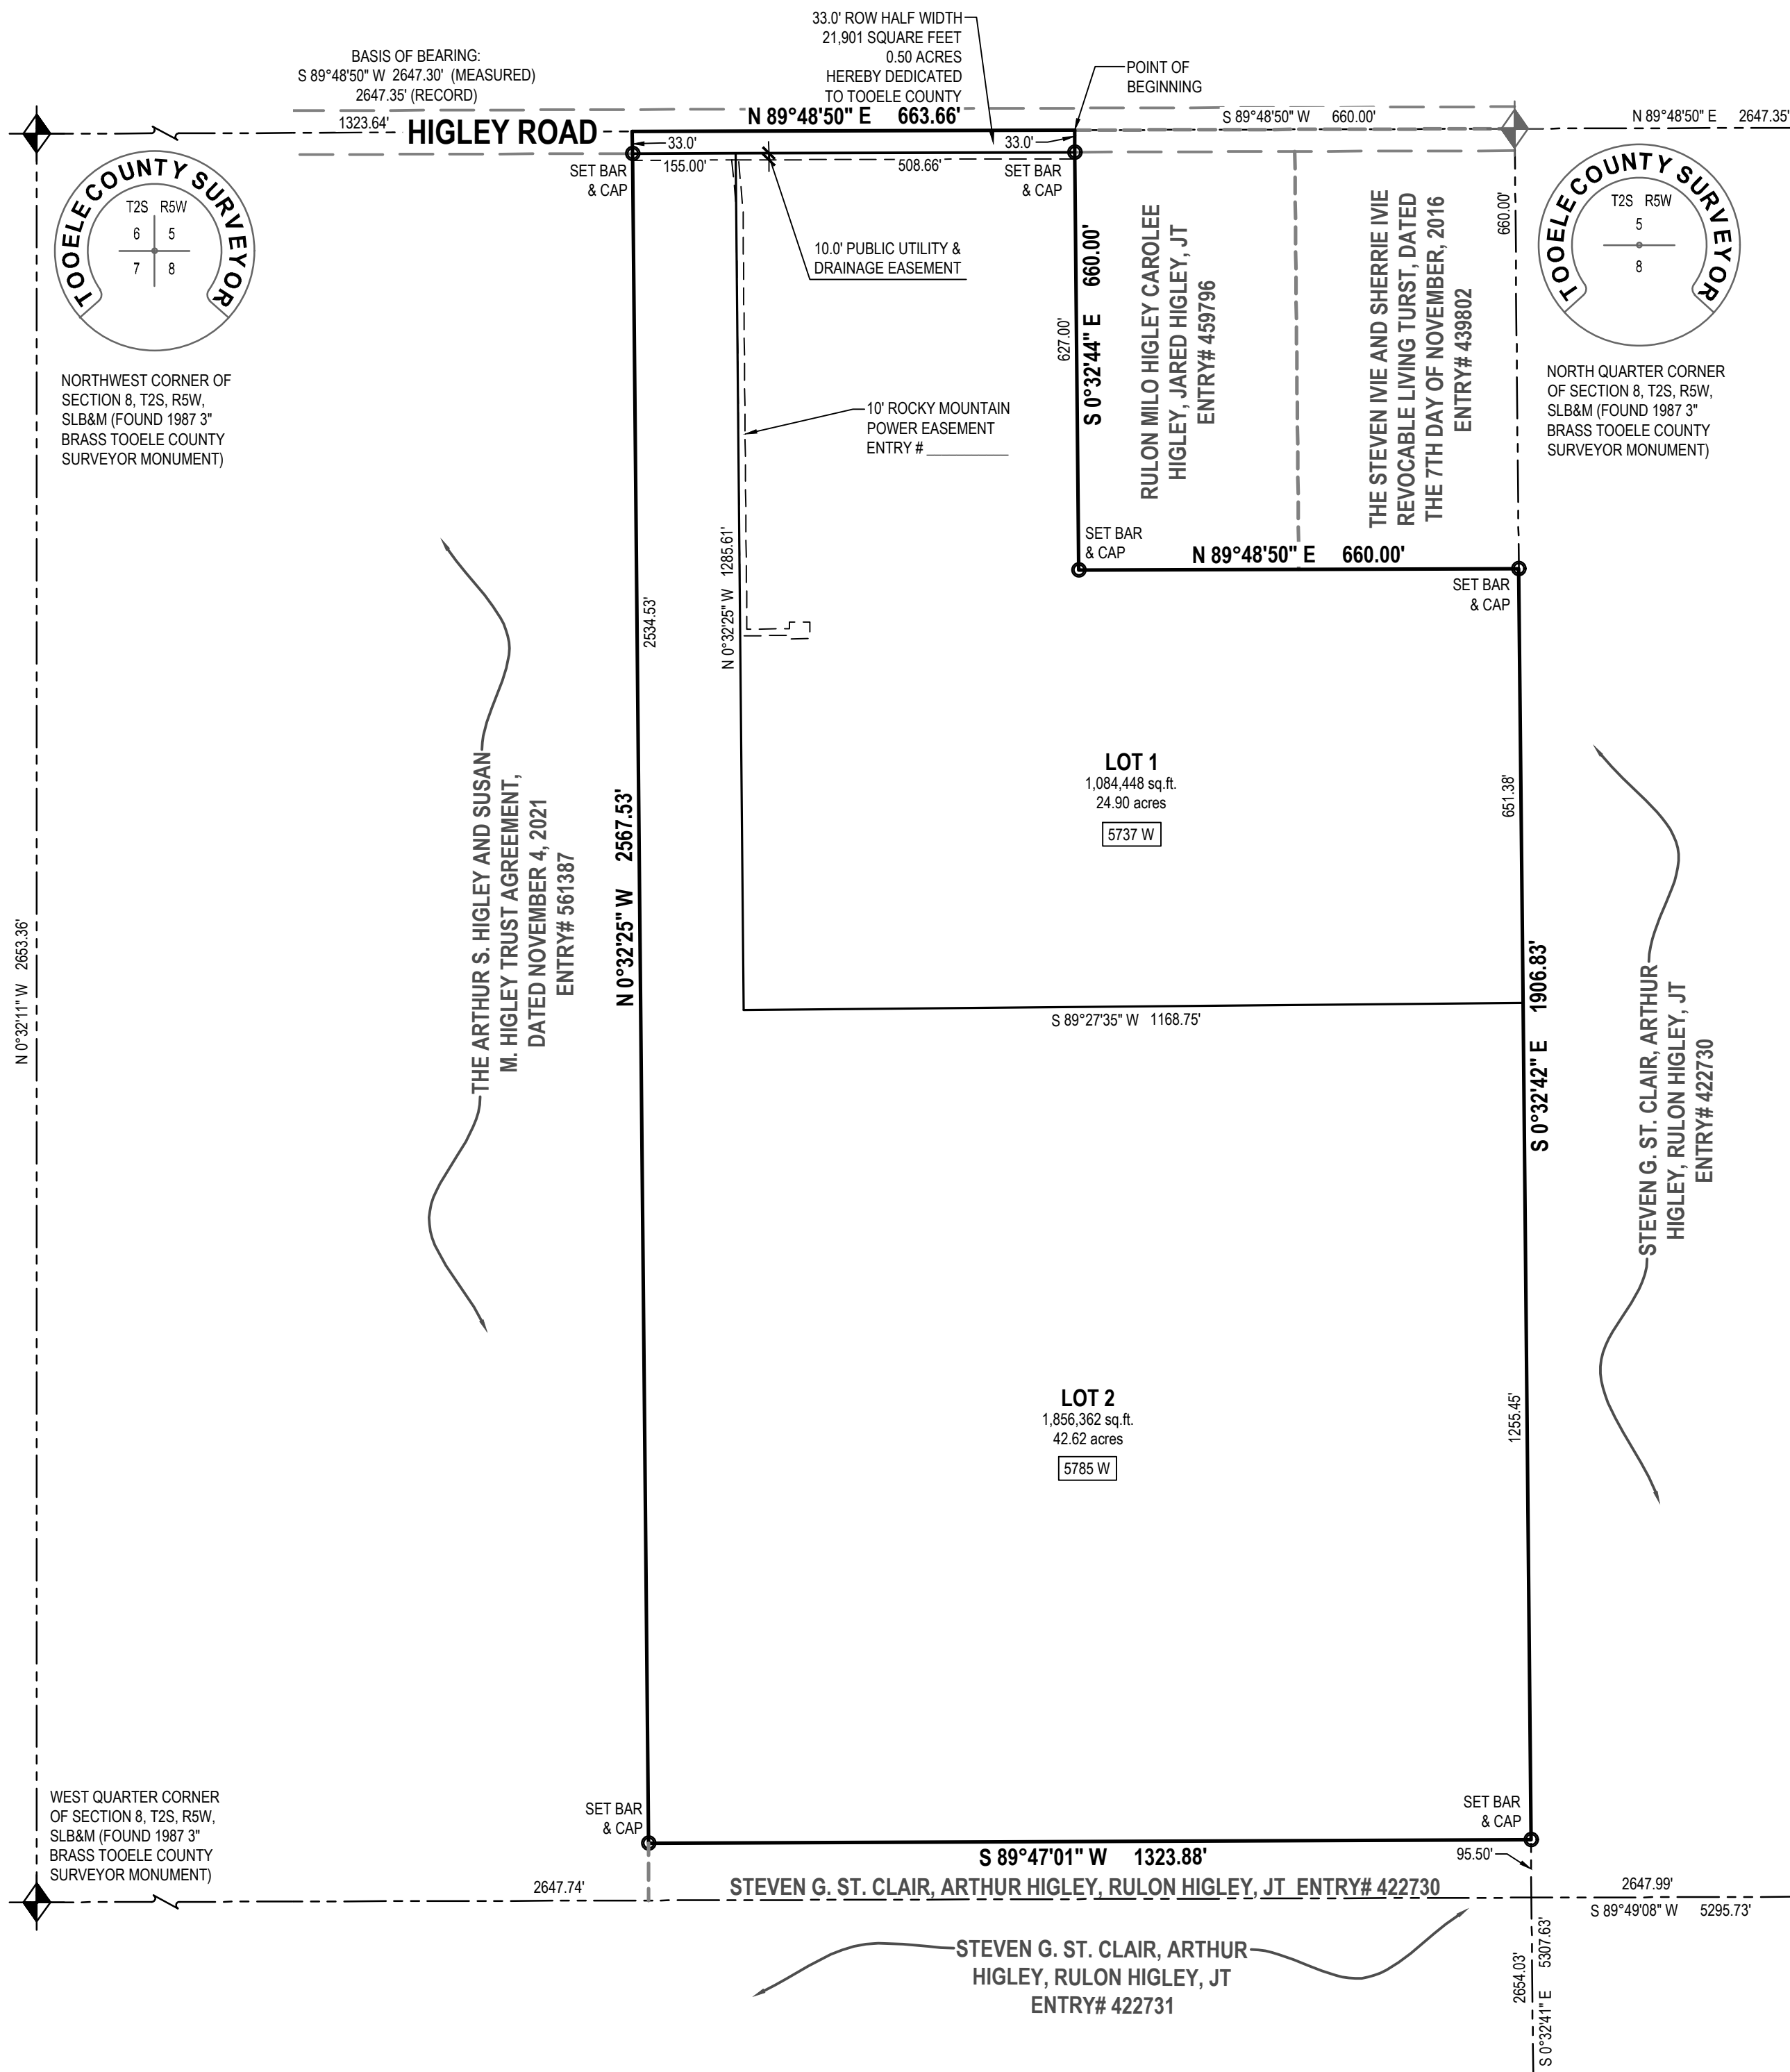 33.0' ROW HALF WIDTH
21,901 SQUARE FEET
0.50 ACRES
HEREBY DEDICATED
TO TOOELE COUNTY
BASIS OF BEARING:
S 89°48'50" W 2647.30' (MEASURED)
2647.35' (RECORD)
POINT OF
BEGINNING
1323.64'
HIGLEY ROAD
N 89°48'50" E 663.66'
S 89°48'50" W 660.00'
N 89°48'50" E 2647.35'
33.0'
33.0'
SET BAR
& CAP
155.00'
508.66'
SET BAR
& CAP
TOOELE COUNTY SURVEYOR
T2S R5W
6 5
7 8
NORTHWEST CORNER OF
SECTION 8, T2S, R5W,
SLB&M (FOUND 1987 3"
BRASS TOOELE COUNTY
SURVEYOR MONUMENT)
10.0' PUBLIC UTILITY &
DRAINAGE EASEMENT
10' ROCKY MOUNTAIN
POWER EASEMENT
ENTRY # __________
627.00'
S 0°32'44" E 660.00'
RULON MILO HIGLEY CAROLEE
HIGLEY, JARED HIGLEY, JT
ENTRY# 459796
THE STEVEN IVIE AND SHERRIE IVIE
REVOCABLE LIVING TURST, DATED
THE 7TH DAY OF NOVEMBER, 2016
ENTRY# 439802
660.00'
TOOELE COUNTY SURVEYOR
T2S R5W
5
8
NORTH QUARTER CORNER
OF SECTION 8, T2S, R5W,
SLB&M (FOUND 1987 3"
BRASS TOOELE COUNTY
SURVEYOR MONUMENT)
SET BAR
& CAP
N 89°48'50" E 660.00'
SET BAR
& CAP
2534.53'
N 0°32'25" W 1285.61'
LOT 1
1,084,448 sq.ft.
24.90 acres
5737 W
651.38'
THE ARTHUR S. HIGLEY AND SUSAN
M. HIGLEY TRUST AGREEMENT,
DATED NOVEMBER 4, 2021
ENTRY# 561387
N 0°32'25" W 2567.53'
N 0°32'11" W 2653.36'
S 89°27'35" W 1168.75'
S 0°32'42" E 1906.83'
STEVEN G. ST. CLAIR, ARTHUR
HIGLEY, RULON HIGLEY, JT
ENTRY# 422730
LOT 2
1,856,362 sq.ft.
42.62 acres
5785 W
1255.45'
WEST QUARTER CORNER
OF SECTION 8, T2S, R5W,
SLB&M (FOUND 1987 3"
BRASS TOOELE COUNTY
SURVEYOR MONUMENT)
SET BAR
& CAP
SET BAR
& CAP
S 89°47'01" W 1323.88'
95.50'
2647.74'
STEVEN G. ST. CLAIR, ARTHUR HIGLEY, RULON HIGLEY, JT ENTRY# 422730
2647.99'
S 89°49'08" W 5295.73'
STEVEN G. ST. CLAIR, ARTHUR
HIGLEY, RULON HIGLEY, JT
ENTRY# 422731
2654.03'
S 0°32'41" E 5307.63'